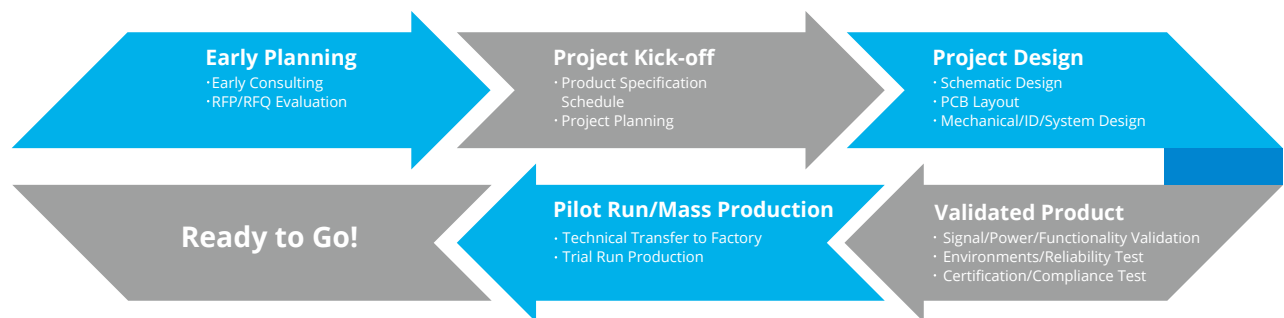 Early Planning
·Early Consulting
·RFP/RFQ Evaluation
Project Kick-off
· Product Specification
Schedule
· Project Planning
Project Design
· Schematic Design
· PCB Layout
· Mechanical/ID/System Design
Validated Product
· Signal/Power/Functionality Validation
· Environments/Reliability Test
· Certification/Compliance Test
Pilot Run/Mass Production
· Technical Transfer to Factory
· Trial Run Production
Ready to Go!